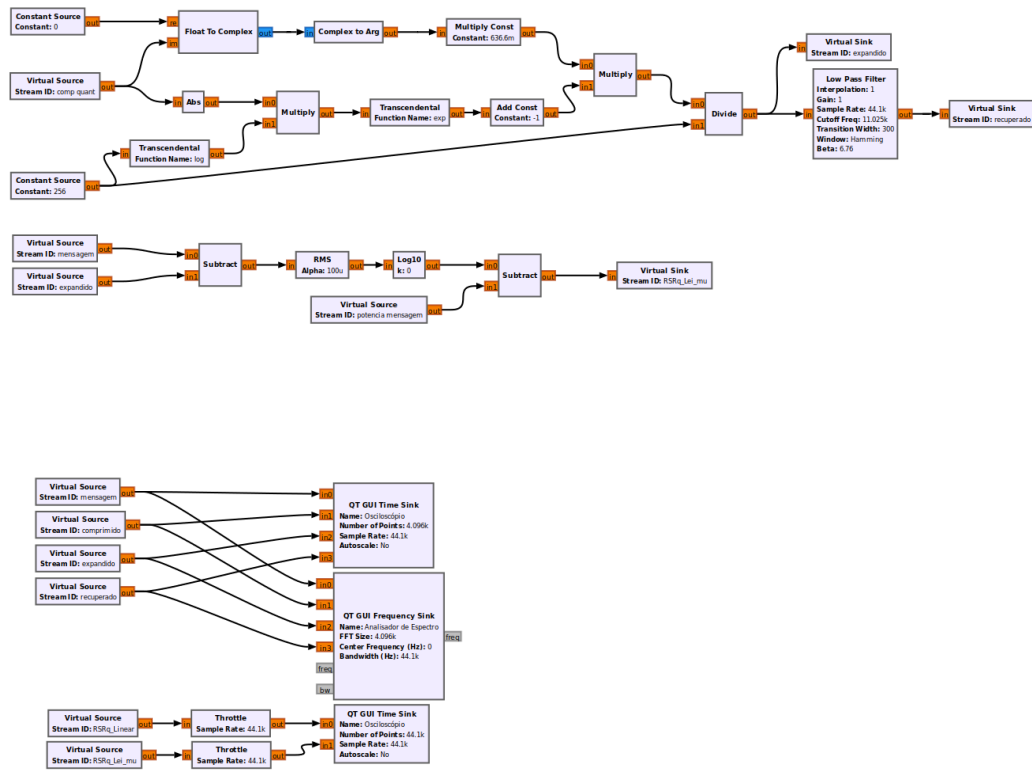 Constant Source
Constant: 0
out
re
im
Float To Complex
out
in
Complex to Arg
out
in
Multiply Const
Constant: 636.6m
out
Virtual Source
Stream ID: comp quant
out
in
Abs
out
in0
in1
Multiply
out
in
Transcendental
Function Name: exp
out
in
Add Const
Constant: -1
out
in0
in1
Multiply
out
in
Transcendental
Function Name: log
out
Constant Source
Constant: 256
out
in0
in1
Divide
out
in
Virtual Sink
Stream ID: expandido
in
Low Pass Filter
Interpolation: 1
Gain: 1
Sample Rate: 44.1k
Cutoff Freq: 11.025k
Transition Width: 300
Window: Hamming
Beta: 6.76
out
in
Virtual Sink
Stream ID: recuperado
Virtual Source
Stream ID: mensagem
out
Virtual Source
Stream ID: expandido
out
in0
in1
Subtract
out
in
RMS
Alpha: 100u
out
in
Log10
k: 0
out
Virtual Source
Stream ID: potencia mensagem
out
in0
in1
Subtract
out
in
Virtual Sink
Stream ID: RSRq_Lei_mu
Virtual Source
Stream ID: mensagem
out
Virtual Source
Stream ID: comprimido
out
Virtual Source
Stream ID: expandido
out
Virtual Source
Stream ID: recuperado
out
in0
in1
in2
in3
QT GUI Time Sink
Name: Osciloscópio
Number of Points: 4.096k
Sample Rate: 44.1k
Autoscale: No
in0
in1
in2
in3
freq
bw
QT GUI Frequency Sink
Name: Analisador de Espectro
FFT Size: 4.096k
Center Frequency (Hz): 0
Bandwidth (Hz): 44.1k
freq
Virtual Source
Stream ID: RSRq_Linear
out
in
Throttle
Sample Rate: 44.1k
out
Virtual Source
Stream ID: RSRq_Lei_mu
out
in
Throttle
Sample Rate: 44.1k
out
in0
in1
QT GUI Time Sink
Name: Osciloscópio
Number of Points: 44.1k
Sample Rate: 44.1k
Autoscale: No